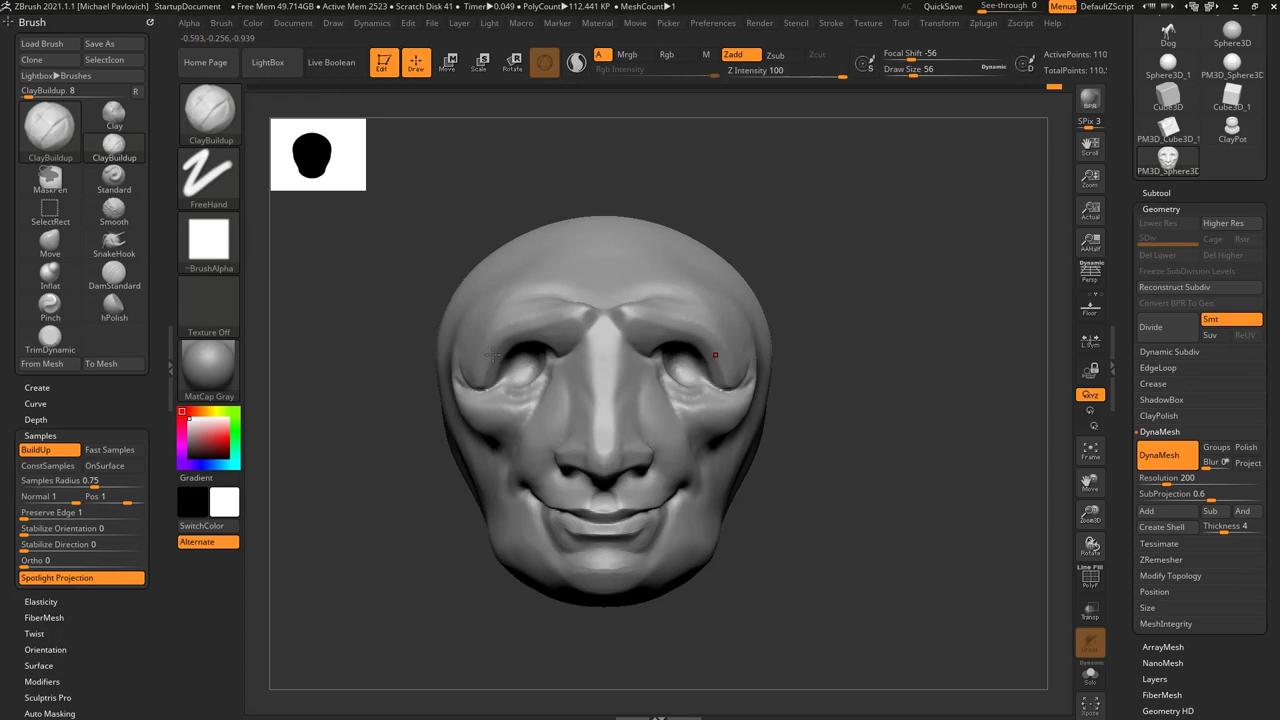 ZBrush 2021.1.1 [Michael Pavlovich] StartupDocument • Free Mem 49.714GB • Active Mem 2523 • Scratch Disk 41 • Timer▶0.049 • PolyCount▶112.441 KP • MeshCount▶1
AC QuickSave See-through 0 Menus DefaultZScript
Brush
Alpha Brush Color Document Draw Dynamics Edit File Layer Light Macro Marker Material Movie Picker Preferences Render Stencil Stroke Texture Tool Transform Zplugin Zscript Help
-0.593,-0.256,-0.939
Load Brush Save As
Clone SelectIcon
Lightbox▶Brushes
ClayBuildup. 8 R
Clay
ClayBuildup ClayBuildup
MaskPen Standard
SelectRect Smooth
Move SnakeHook
Inflat DamStandard
Pinch hPolish
TrimDynamic
From Mesh To Mesh
Create
Curve
Depth
Samples
BuildUp Fast Samples
ConstSamples OnSurface
Samples Radius 0.75
Normal 1 Pos 1
Preserve Edge 1
Stabilize Orientation 0
Stabilize Direction 0
Ortho 0
Spotlight Projection
Elasticity
FiberMesh
Twist
Orientation
Surface
Modifiers
Sculptris Pro
Auto Masking
Home Page LightBox Live Boolean
Edit Draw Move Scale Rotate
A Mrgb Rgb M Zadd Zsub Zcut
Rgb Intensity Z Intensity 100
S Focal Shift -56
Draw Size 56 Dynamic
D ActivePoints: 110
TotalPoints: 110,
ClayBuildup
FreeHand
~BrushAlpha
Texture Off
MatCap Gray
Gradient
SwitchColor
Alternate
BPR
SPix 3
Scroll
Zoom
Actual
AAHalf
Dynamic
Persp
Floor
L.Sym
XYZ
Frame
Move
Zoom3D
Rotate
Line Fill
PolyF
Transp
Ghost
Dynamic
Solo
Xpose
Dog Sphere3D
Sphere3D_1 PM3D_Sphere3D
Cube3D Cube3D_1
PM3D_Cube3D_1 ClayPot
PM3D_Sphere3D
Subtool
Geometry
Lower Res Higher Res
SDiv Cage Rstr
Del Lower Del Higher
Freeze SubDivision Levels
Reconstruct Subdiv
Convert BPR To Geo
Divide Smt
Suv ReUV
Dynamic Subdiv
EdgeLoop
Crease
ShadowBox
ClayPolish
DynaMesh
DynaMesh Groups Polish
Blur 0 Project
Resolution 200
SubProjection 0.6
Add Sub And
Create Shell Thickness 4
Tessimate
ZRemesher
Modify Topology
Position
Size
MeshIntegrity
ArrayMesh
NanoMesh
Layers
FiberMesh
Geometry HD